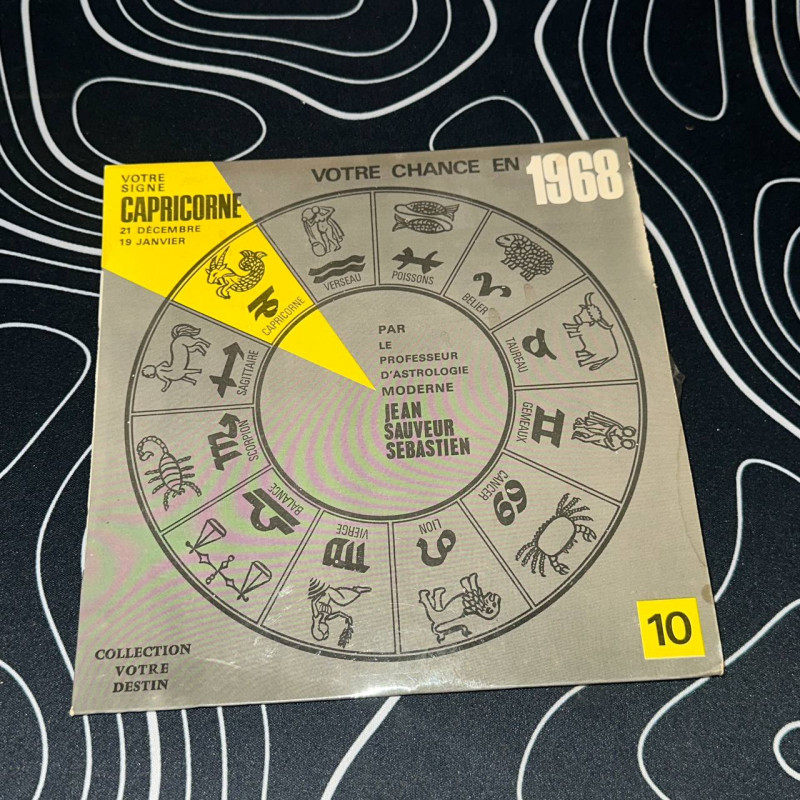 VOTRE CHANCE EN 1968
VOTRE
SIGNE
CAPRICORNE
21 DÉCEMBRE
19 JANVIER
VERSEAU
POISSONS
BELIER
TAUREAU
GEMEAUX
CANCER
LION
VIERGE
BALANCE
SCORPION
SAGITTAIRE
CAPRICORNE
PAR
LE
PROFESSEUR
D'ASTROLOGIE
MODERNE
JEAN
SAUVEUR
SEBASTIEN
COLLECTION
VOTRE
DESTIN
10